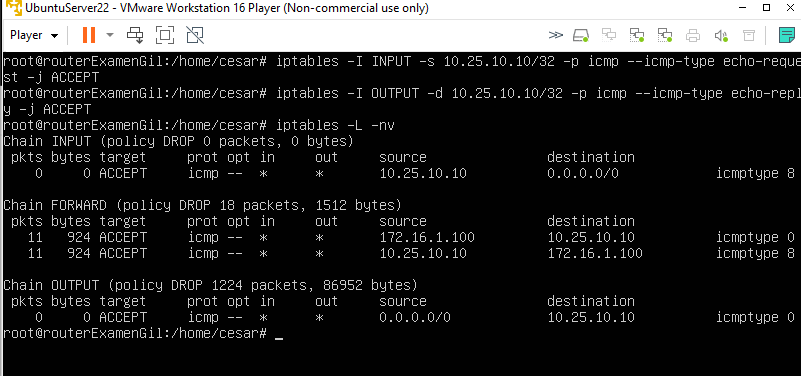 UbuntuServer22 - VMware Workstation 16 Player (Non-commercial use only)
Player
root@routerExamenGil:/home/cesar# iptables -I INPUT -s 10.25.10.10/32 -p icmp --icmp-type echo-reque
st -j ACCEPT
root@routerExamenGil:/home/cesar# iptables -I OUTPUT -d 10.25.10.10/32 -p icmp --icmp-type echo-repl
y -j ACCEPT
root@routerExamenGil:/home/cesar# iptables -L -nv
Chain INPUT (policy DROP 0 packets, 0 bytes)
pkts bytes target prot opt in out source destination
0 0 ACCEPT icmp -- * * 10.25.10.10 0.0.0.0/0 icmptype 8
Chain FORWARD (policy DROP 18 packets, 1512 bytes)
pkts bytes target prot opt in out source destination
11 924 ACCEPT icmp -- * * 172.16.1.100 10.25.10.10 icmptype 0
11 924 ACCEPT icmp -- * * 10.25.10.10 172.16.1.100 icmptype 8
Chain OUTPUT (policy DROP 1224 packets, 86952 bytes)
pkts bytes target prot opt in out source destination
0 0 ACCEPT icmp -- * * 0.0.0.0/0 10.25.10.10 icmptype 0
root@routerExamenGil:/home/cesar# _